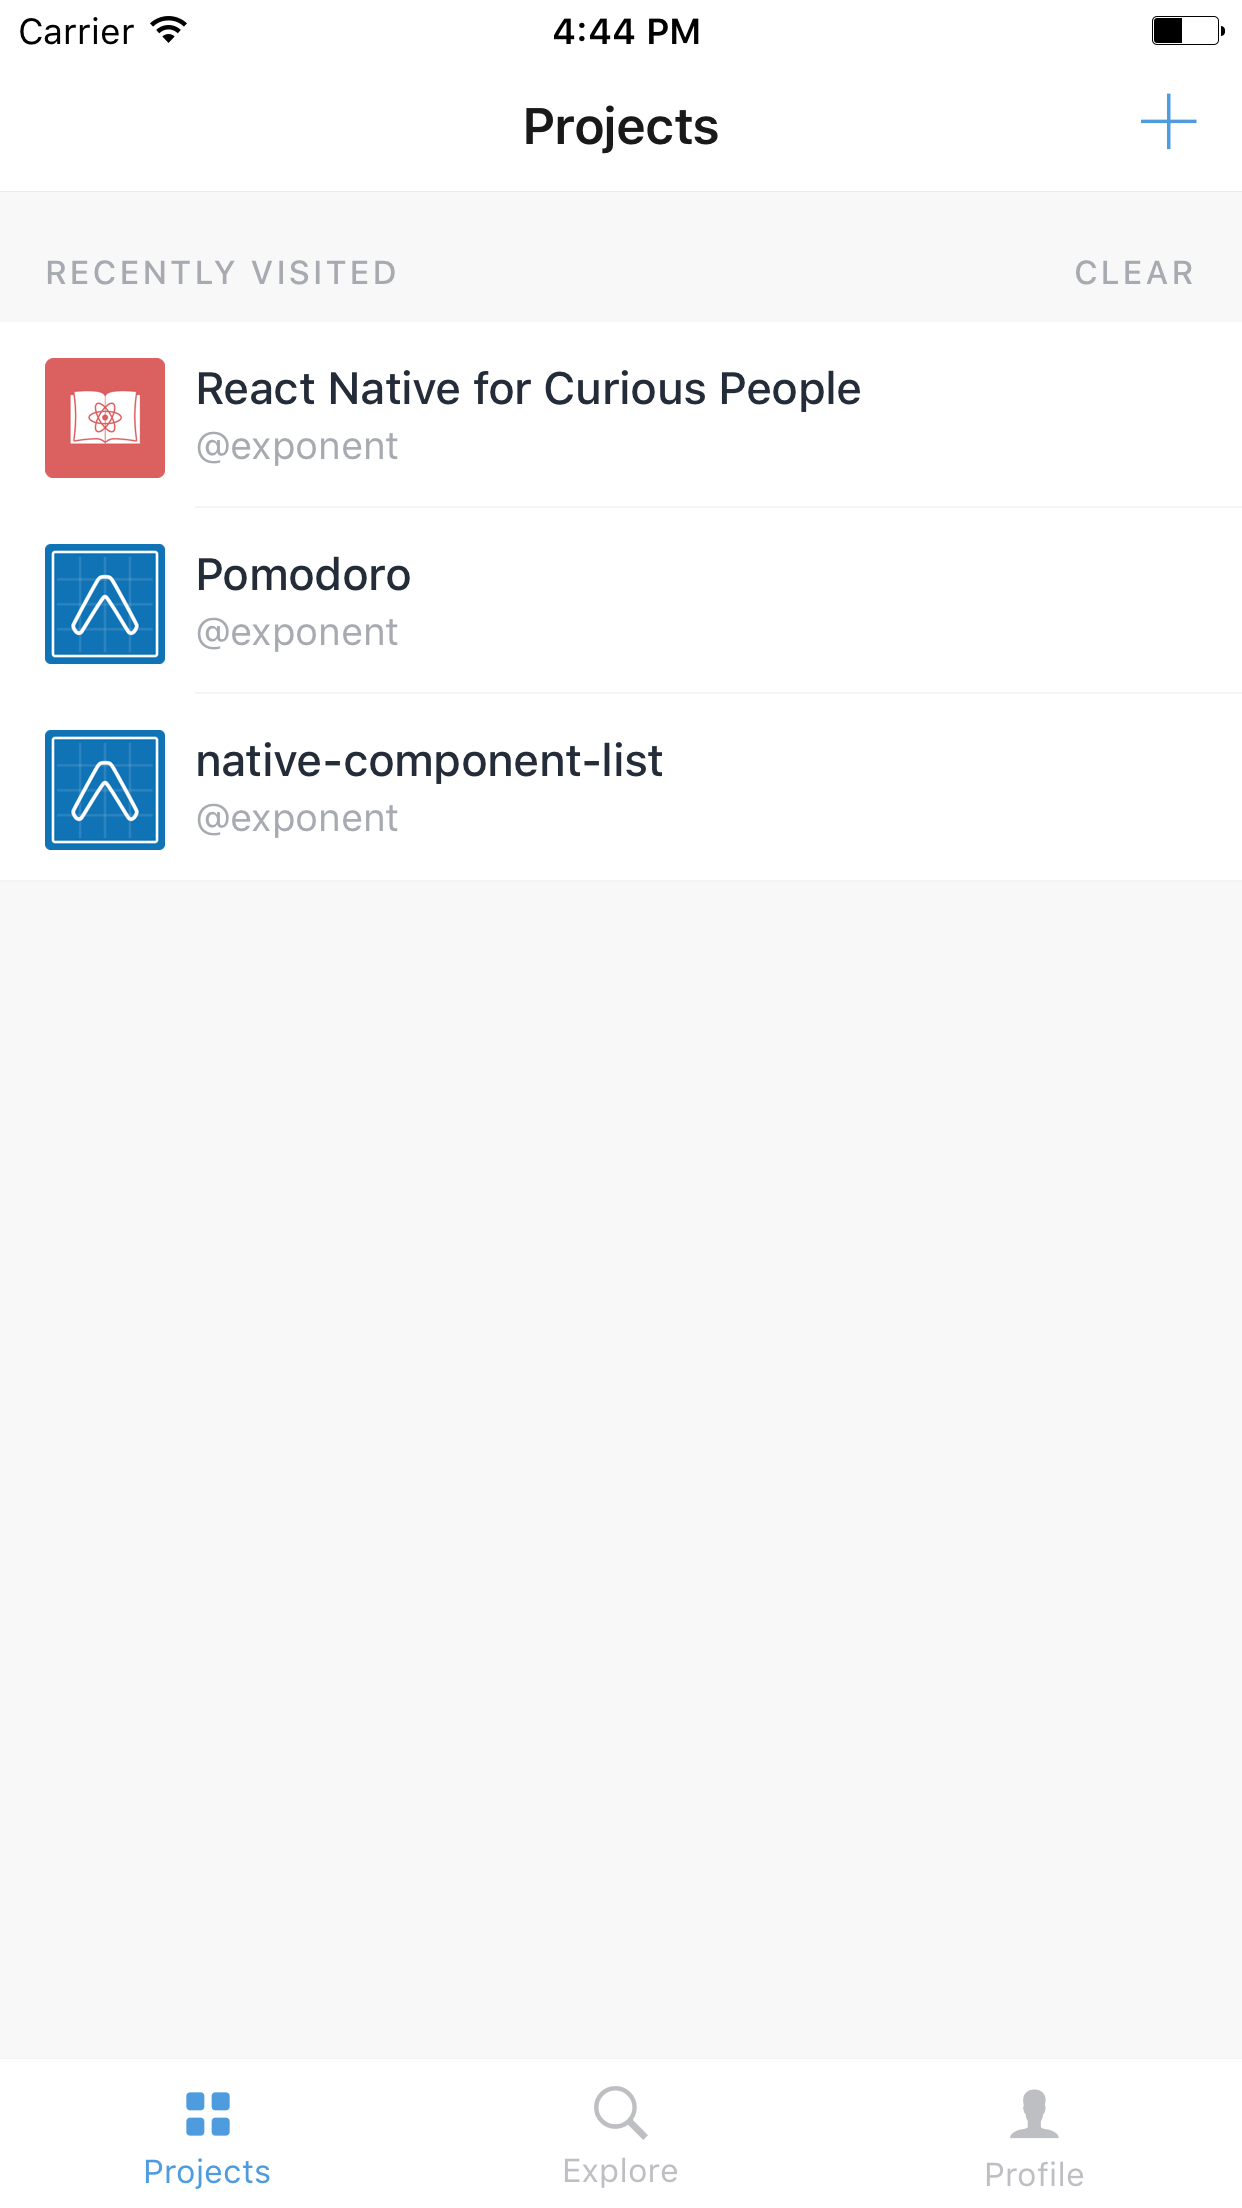 Carrier 4:44 PM
Projects
RECENTLY VISITED CLEAR
React Native for Curious People
@exponent
Pomodoro
@exponent
native-component-list
@exponent
Projects Explore Profile